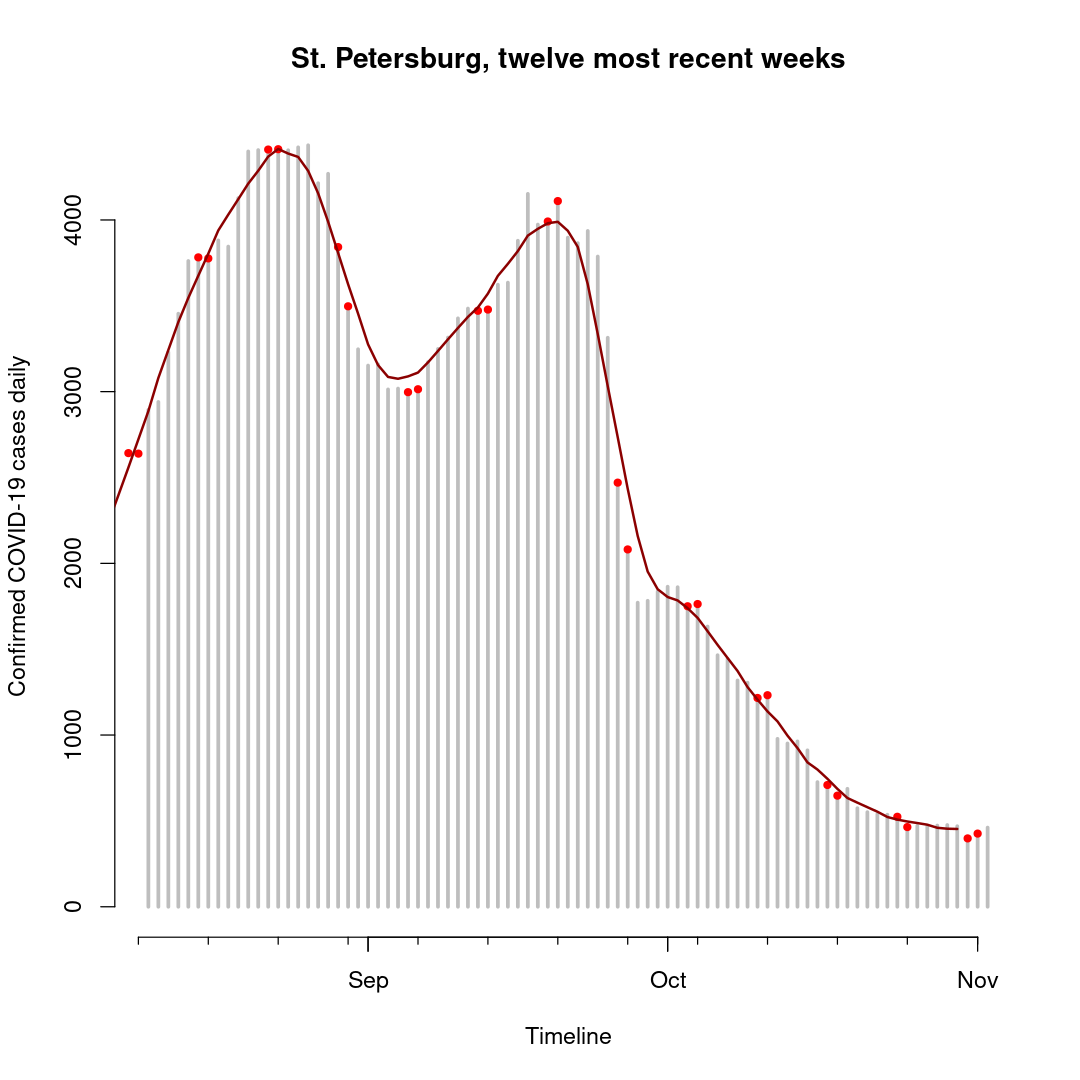 St. Petersburg, twelve most recent weeks
Confirmed COVID-19 cases daily
4000
3000
2000
1000
0
Sep Oct Nov
Timeline